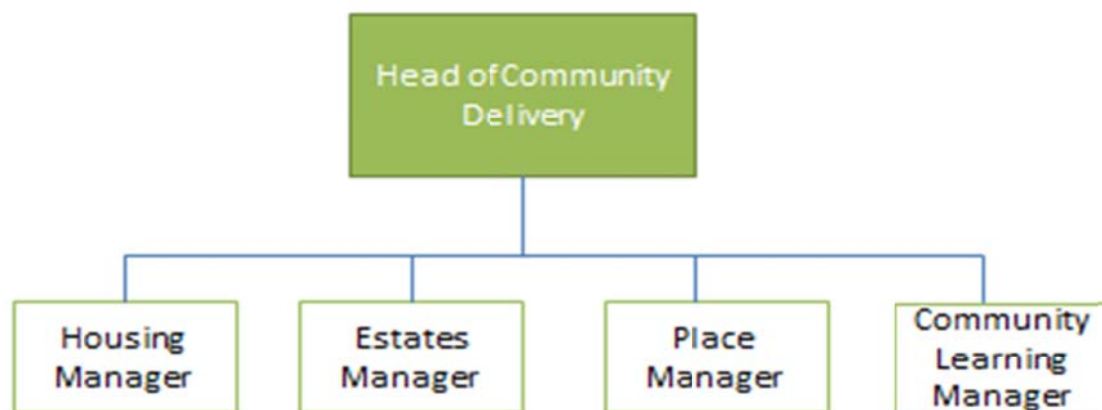 Head of Community
Delivery
Housing
Manager
Estates
Manager
Place
Manager
Community
Learning
Manager